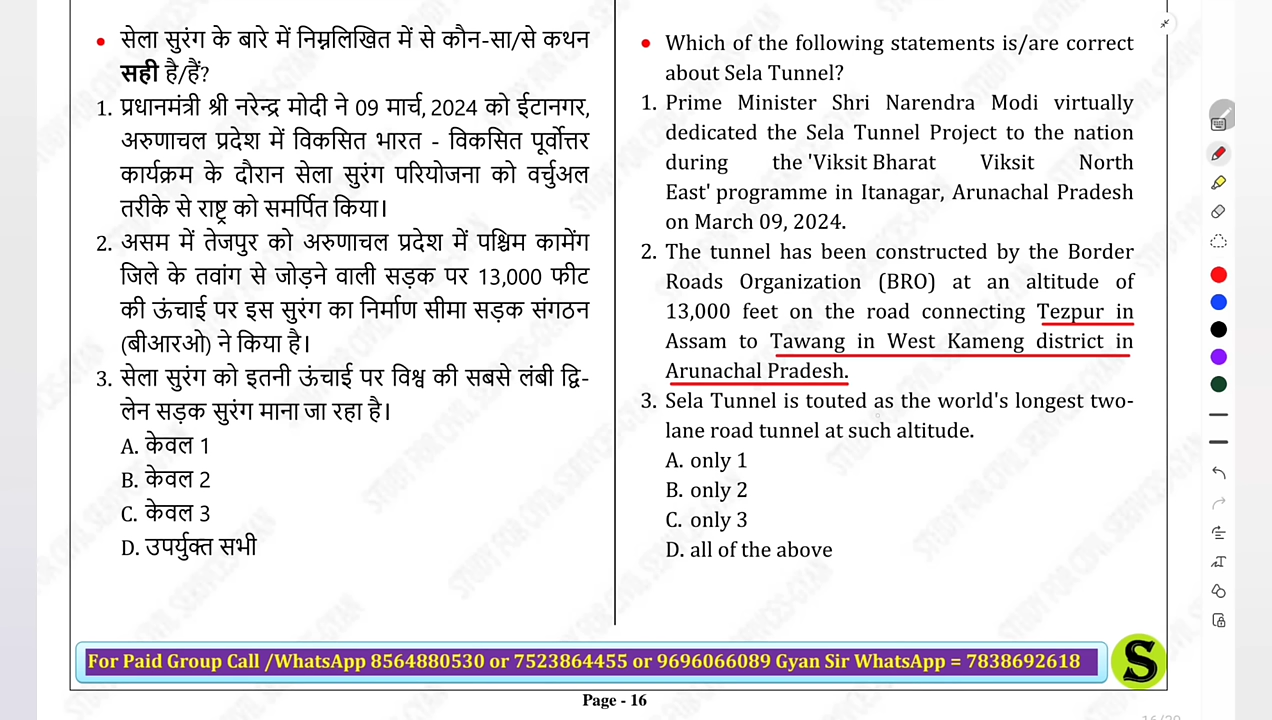 • सेला सुरंग के बारे में निम्नलिखित में से कौन-सा/से कथन
सही है/हैं?
1. प्रधानमंत्री श्री नरेन्द्र मोदी ने 09 मार्च, 2024 को ईटानगर,
अरुणाचल प्रदेश में विकसित भारत - विकसित पूर्वोत्तर
कार्यक्रम के दौरान सेला सुरंग परियोजना को वर्चुअल
तरीके से राष्ट्र को समर्पित किया।
2. असम में तेजपुर को अरुणाचल प्रदेश में पश्चिम कामेंग
जिले के तवांग से जोड़ने वाली सड़क पर 13,000 फीट
की ऊंचाई पर इस सुरंग का निर्माण सीमा सड़क संगठन
(बीआरओ) ने किया है।
3. सेला सुरंग को इतनी ऊंचाई पर विश्व की सबसे लंबी द्वि-
लेन सड़क सुरंग माना जा रहा है।
A. केवल 1
B. केवल 2
C. केवल 3
D. उपर्युक्त सभी
• Which of the following statements is/are correct
about Sela Tunnel?
1. Prime Minister Shri Narendra Modi virtually
dedicated the Sela Tunnel Project to the nation
during the 'Viksit Bharat Viksit North
East' programme in Itanagar, Arunachal Pradesh
on March 09, 2024.
2. The tunnel has been constructed by the Border
Roads Organization (BRO) at an altitude of
13,000 feet on the road connecting Tezpur in
Assam to Tawang in West Kameng district in
Arunachal Pradesh.
3. Sela Tunnel is touted as the world's longest two-
lane road tunnel at such altitude.
A. only 1
B. only 2
C. only 3
D. all of the above
For Paid Group Call /WhatsApp 8564880530 or 7523864455 or 9696066089 Gyan Sir WhatsApp = 7838692618
S
Page - 16